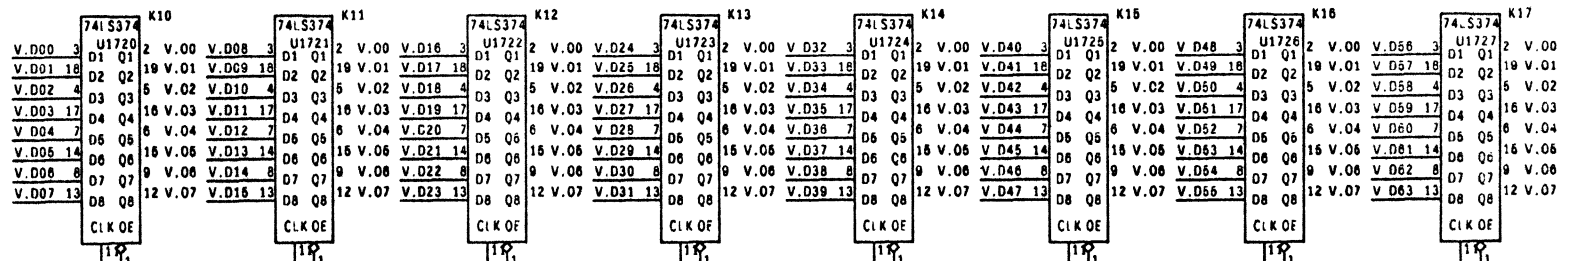 K10 K11 K12 K13 K14 K15 K16 K17
74LS374 74LS374 74LS374 74LS374 74LS374 74LS374 74LS374 74LS374
U1720 U1721 U1722 U1723 U1724 U1725 U1726 U1727
V.D00 3 D1 Q1 2 V.00 V.D08 3 D1 Q1 2 V.00 V.D16 3 D1 Q1 2 V.00 V.D24 3 D1 Q1 2 V.00 V D32 3 D1 Q1 2 V.00 V.D40 3 D1 Q1 2 V.00 V D48 3 D1 Q1 2 V.00 V.D56 3 D1 Q1 2 V.00
V.D01 18 D2 Q2 19 V.01 V.D09 18 D2 Q2 19 V.01 V.D17 18 D2 Q2 19 V.01 V.D25 18 D2 Q2 19 V.01 V.D33 18 D2 Q2 19 V.01 V.D41 18 D2 Q2 19 V.01 V.D49 18 D2 Q2 19 V.01 V D57 18 D2 Q2 19 V.01
V.D02 4 D3 Q3 5 V.02 V.D10 4 D3 Q3 5 V.02 V.D18 4 D3 Q3 5 V.02 V.D26 4 D3 Q3 5 V.02 V.D34 4 D3 Q3 5 V.02 V.D42 4 D3 Q3 5 V.C2 V.D50 4 D3 Q3 5 V.02 V.D58 4 D3 Q3 5 V.02
V.D03 17 D4 Q4 16 V.03 V.D11 17 D4 Q4 16 V.03 V.D19 17 D4 Q4 16 V.03 V.D27 17 D4 Q4 16 V.03 V.D35 17 D4 Q4 16 V.03 V.D43 17 D4 Q4 16 V.03 V.D51 17 D4 Q4 16 V.03 V D59 17 D4 Q4 16 V.03
V.D04 7 D5 Q5 6 V.04 V.D12 7 D5 Q5 6 V.04 V.D20 7 D5 Q5 6 V.04 V D28 7 D5 Q5 6 V.04 V.D36 7 D5 Q5 6 V.04 V D44 7 D5 Q5 6 V.04 V.D52 7 D5 Q5 6 V.04 V D60 7 D5 Q5 6 V.04
V.D05 14 D6 Q6 15 V.05 V.D13 14 D6 Q6 15 V.05 V.D21 14 D6 Q6 15 V.05 V.D29 14 D6 Q6 15 V.05 V.D37 14 D6 Q6 15 V.05 V.D45 14 D6 Q6 15 V.05 V.D53 14 D6 Q6 15 V.05 V.D61 14 D6 Q6 15 V.05
V.D06 8 D7 Q7 9 V.06 V.D14 8 D7 Q7 9 V.06 V.D22 8 D7 Q7 9 V.06 V.D30 8 D7 Q7 9 V.06 V.D38 8 D7 Q7 9 V.06 V.D46 8 D7 Q7 9 V.06 V.D54 8 D7 Q7 9 V.06 V.D62 8 D7 Q7 9 V.06
V.D07 13 D8 Q8 12 V.07 V.D15 13 D8 Q8 12 V.07 V.D23 13 D8 Q8 12 V.07 V.D31 13 D8 Q8 12 V.07 V.D39 13 D8 Q8 12 V.07 V.D47 13 D8 Q8 12 V.07 V.D55 13 D8 Q8 12 V.07 V.D63 13 D8 Q8 12 V.07
CLK OE CLK OE CLK OE CLK OE CLK OE CLK OE CLK OE CLK OE
11 1 11 1 11 1 11 1 11 1 11 1 11 1 11 1